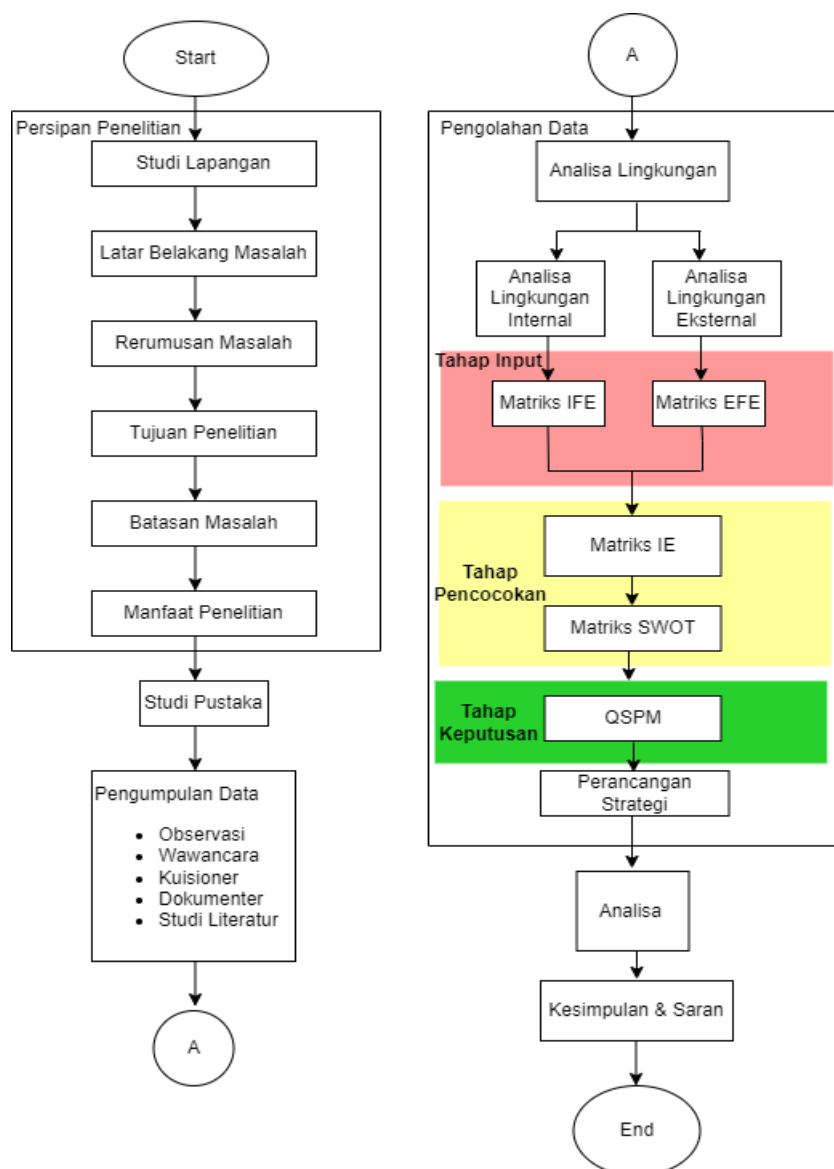 Start
Persipan Penelitian
Studi Lapangan
Latar Belakang Masalah
Rerumusan Masalah
Tujuan Penelitian
Batasan Masalah
Manfaat Penelitian
Studi Pustaka
Pengumpulan Data
• Observasi
• Wawancara
• Kuisioner
• Dokumenter
• Studi Literatur
A
A
Pengolahan Data
Analisa Lingkungan
Analisa
Lingkungan
Internal
Analisa
Lingkungan
Eksternal
Tahap Input
Matriks IFE
Matriks EFE
Tahap
Pencocokan
Matriks IE
Matriks SWOT
Tahap
Keputusan
QSPM
Perancangan
Strategi
Analisa
Kesimpulan & Saran
End